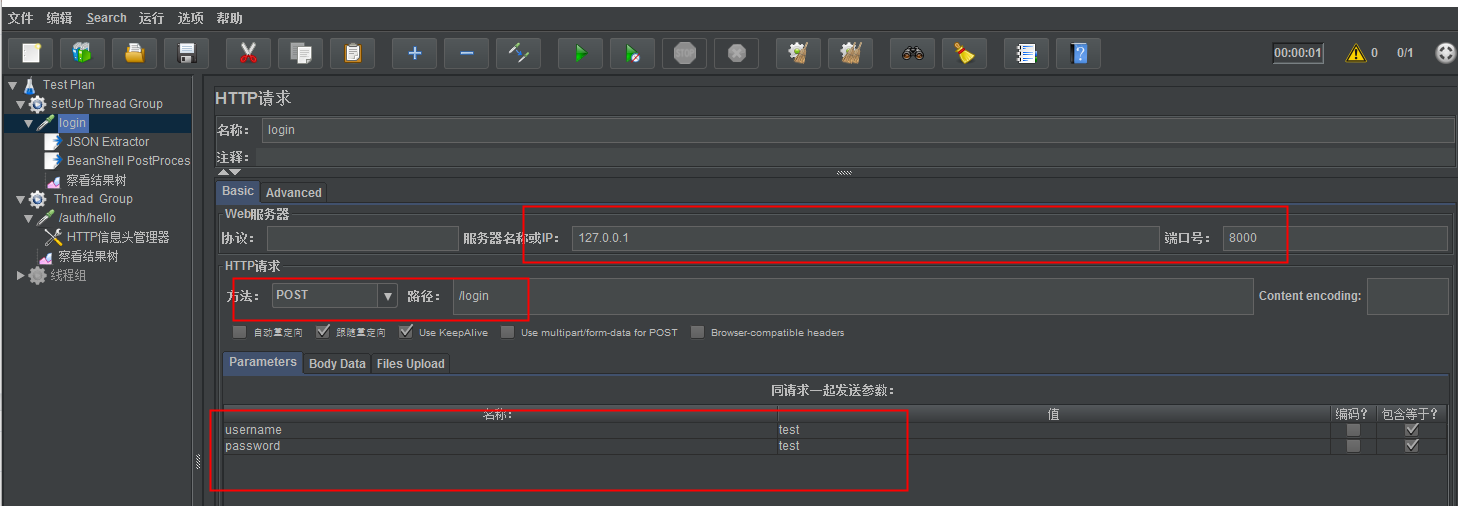 文件 编辑 Search 运行 选项 帮助
STOP 00:00:01 0 0/1
Test Plan
setUp Thread Group
login
JSON Extractor
BeanShell PostProces
察看结果树
Thread Group
/auth/hello
HTTP信息头管理器
察看结果树
线程组
HTTP请求
名称： login
注释：
Basic Advanced
Web服务器
协议： 服务器名称或IP： 127.0.0.1 端口号： 8000
HTTP请求
方法： POST 路径： /login Content encoding:
自动重定向 跟随重定向 Use KeepAlive Use multipart/form-data for POST Browser-compatible headers
Parameters Body Data Files Upload
同请求一起发送参数：
名称： 值 编码? 包含等于?
username test
password test